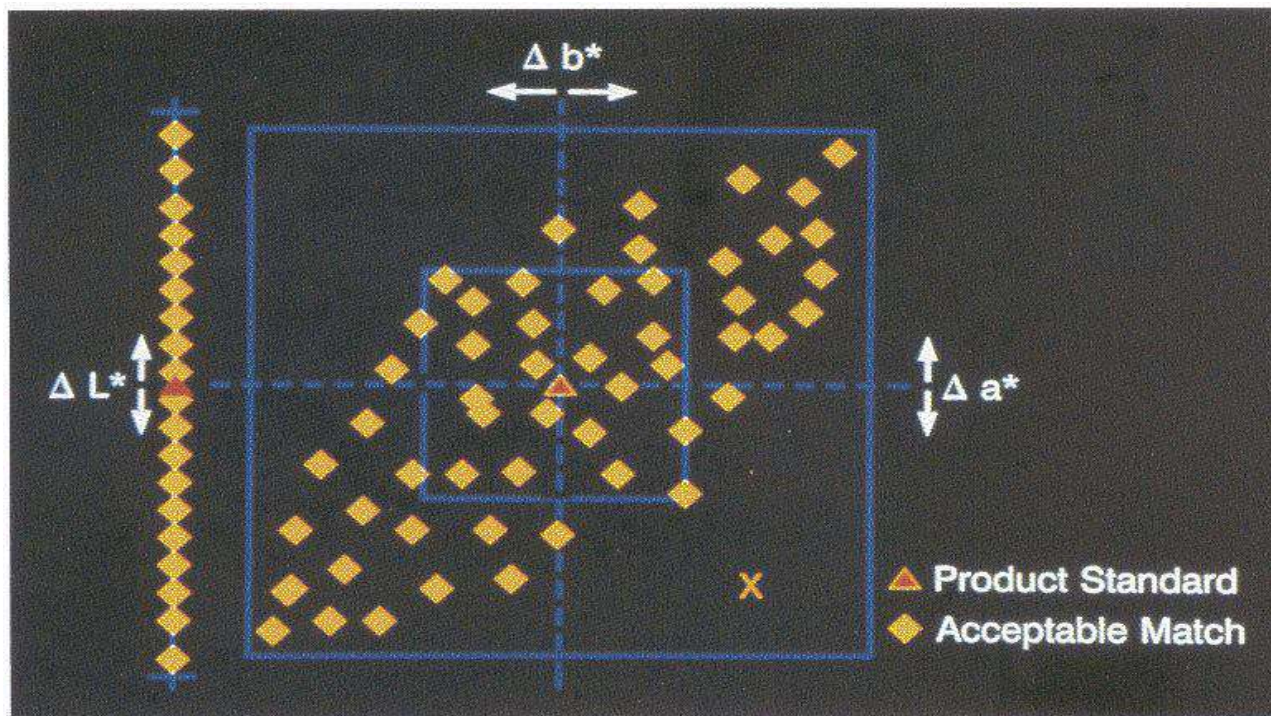 Δ b*
Δ L*
Δ a*
X
Product Standard
Acceptable Match